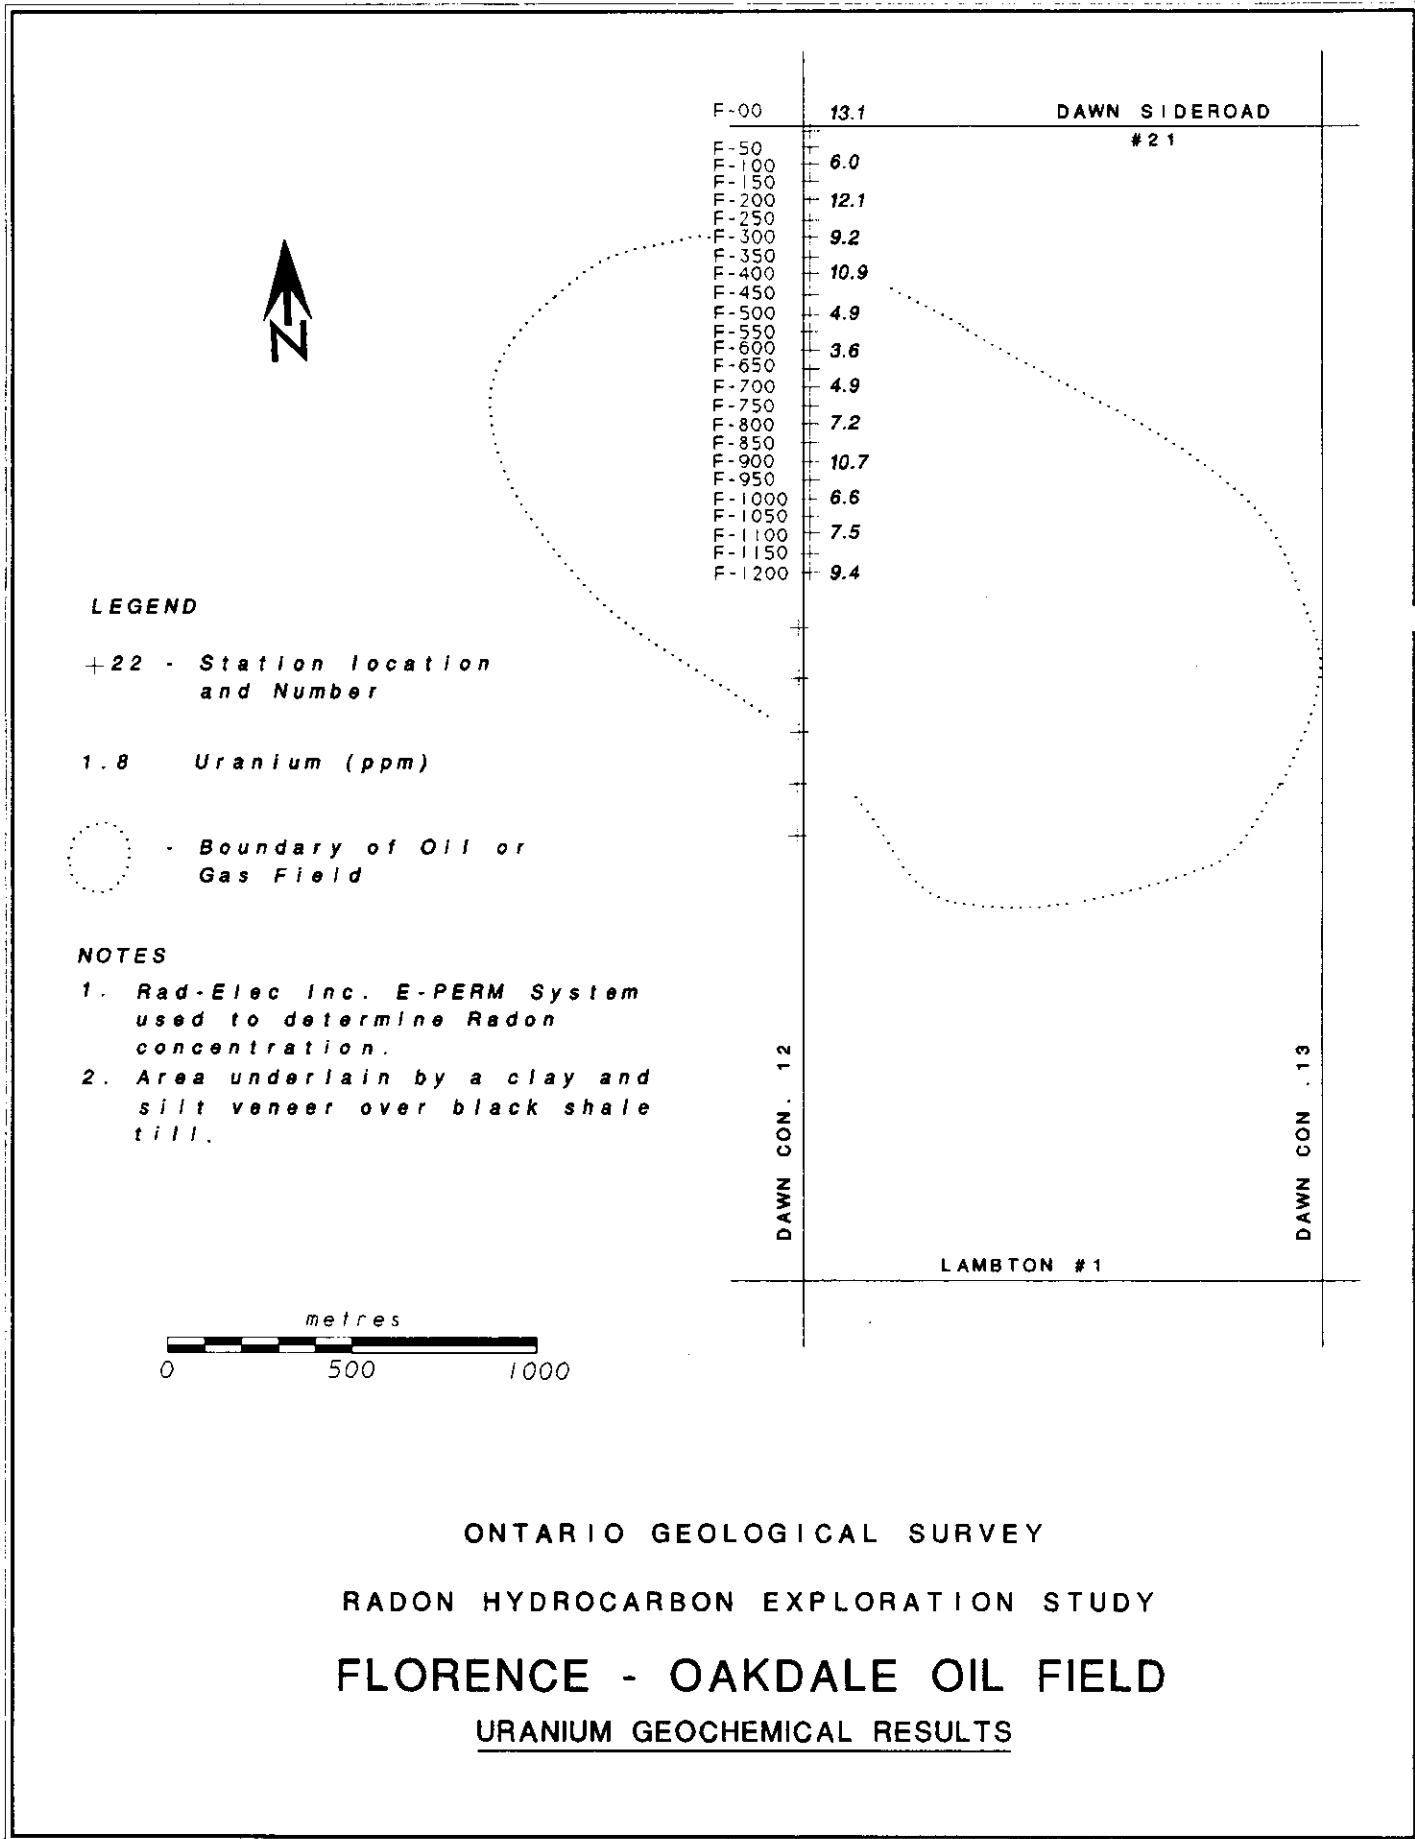 F-00 13.1 DAWN SIDEROAD
#21
F-50
F-100 6.0
F-150
F-200 12.1
F-250
F-300 9.2
F-350
F-400 10.9
F-450
F-500 4.9
F-550
F-600 3.6
F-650
F-700 4.9
F-750
F-800 7.2
F-850
F-900 10.7
F-950
F-1000 6.6
F-1050
F-1100 7.5
F-1150
F-1200 9.4
N
LEGEND
+22 - Station location
and Number
1.8 Uranium (ppm)
- Boundary of Oil or
Gas Field
NOTES
1. Rad-Elec Inc. E-PERM System
used to determine Radon
concentration.
2. Area underlain by a clay and
silt veneer over black shale
till.
DAWN CON. 12
DAWN CON .13
LAMBTON #1
metres
0 500 1000
ONTARIO GEOLOGICAL SURVEY
RADON HYDROCARBON EXPLORATION STUDY
FLORENCE - OAKDALE OIL FIELD
URANIUM GEOCHEMICAL RESULTS